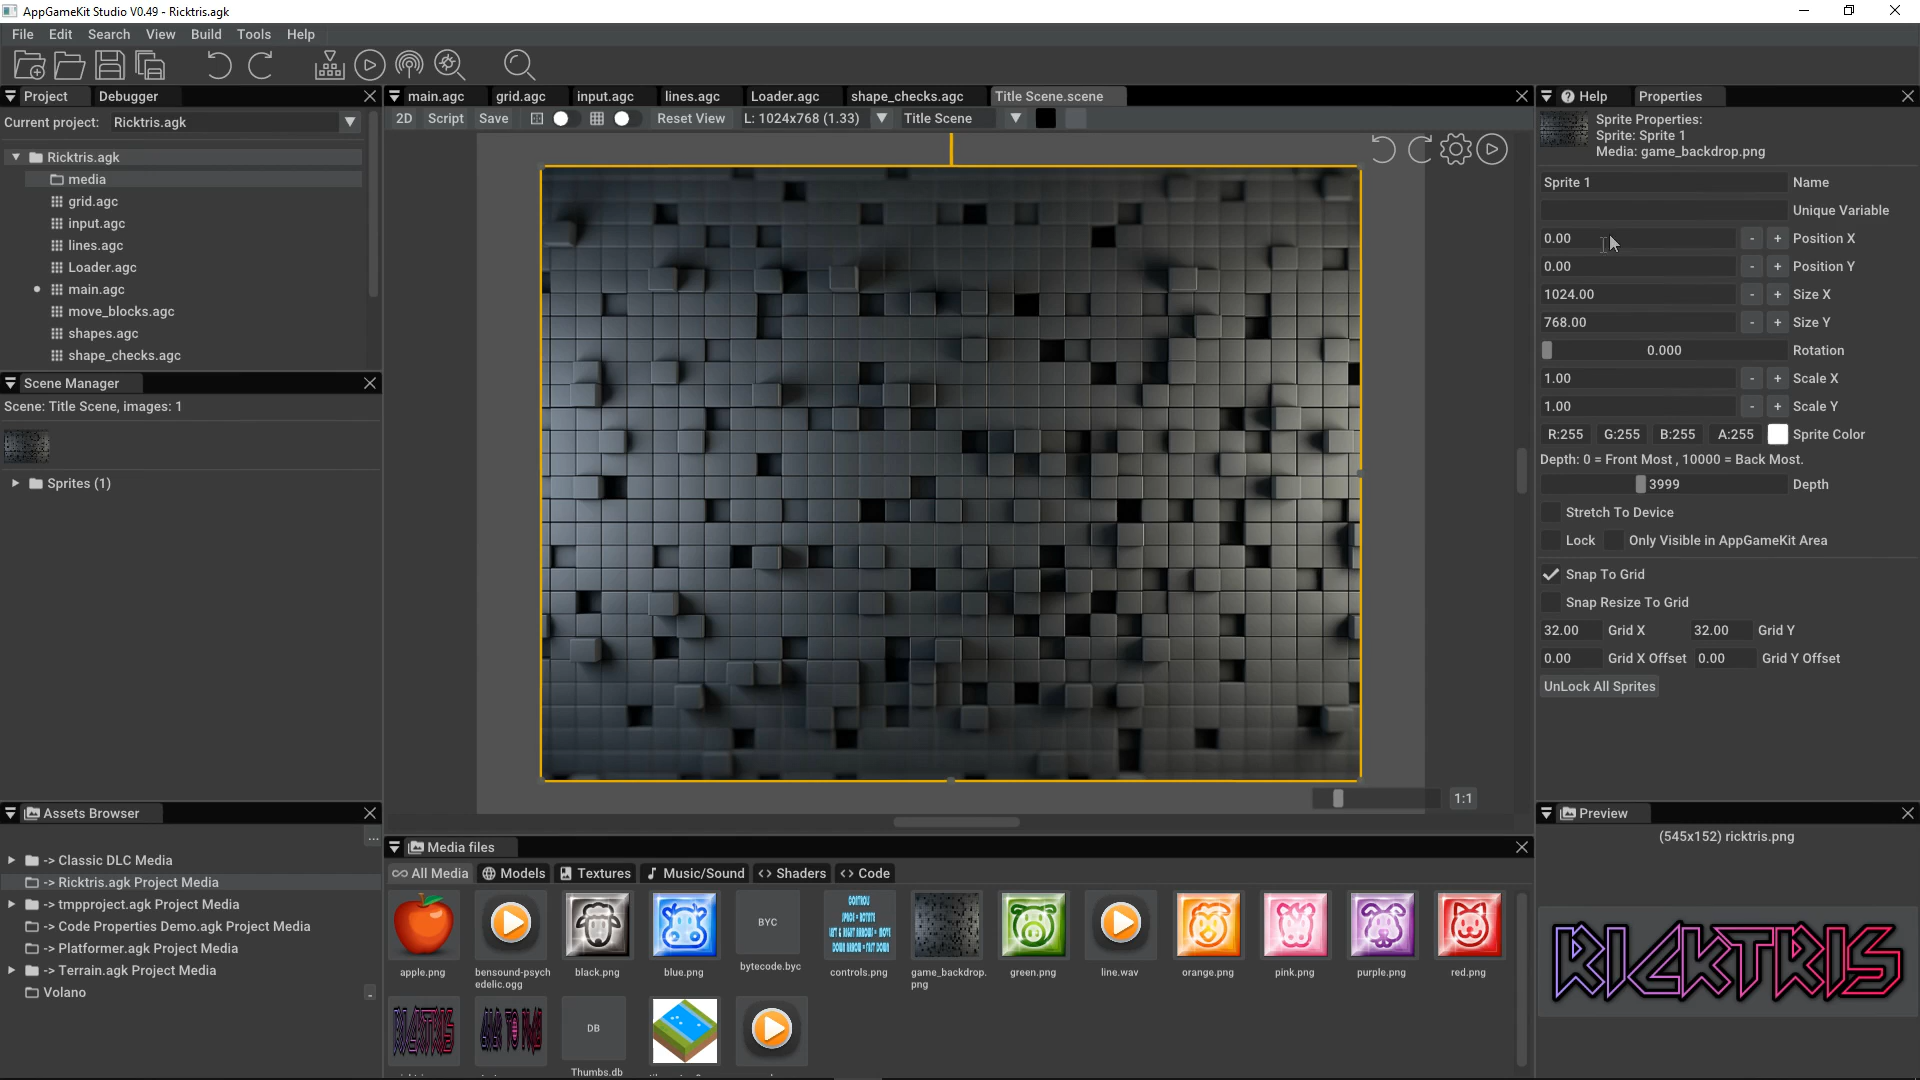 AppGameKit Studio V0.49 - Ricktris.agk
File Edit Search View Build Tools Help
Project Debugger
Current project: Ricktris.agk
Ricktris.agk
media
grid.agc
input.agc
lines.agc
Loader.agc
main.agc
move_blocks.agc
shapes.agc
shape_checks.agc
Scene Manager
Scene: Title Scene, images: 1
Sprites (1)
Assets Browser
...
-> Classic DLC Media
-> Ricktris.agk Project Media
-> tmpproject.agk Project Media
-> Code Properties Demo.agk Project Media
-> Platformer.agk Project Media
-> Terrain.agk Project Media
Volano
main.agc grid.agc input.agc lines.agc Loader.agc shape_checks.agc Title Scene.scene
2D Script Save Reset View L: 1024x768 (1.33) Title Scene
1:1
Media files
All Media Models Textures Music/Sound Shaders Code
BYC
CONTROLS
SPACE = ROTATE
LEFT & RIGHT ARROWS = MOVE
DOWN ARROW = FAST DOWN
apple.png
bensound-psych
edelic.ogg
black.png
blue.png
bytecode.byc
controls.png
game_backdrop.
png
green.png
line.wav
orange.png
pink.png
purple.png
red.png
RICKTRIS
DB
Thumbs.db
Help Properties
Sprite Properties:
Sprite: Sprite 1
Media: game_backdrop.png
Sprite 1 Name
Unique Variable
0.00 - + Position X
0.00 - + Position Y
1024.00 - + Size X
768.00 - + Size Y
0.000 Rotation
1.00 - + Scale X
1.00 - + Scale Y
R:255 G:255 B:255 A:255 Sprite Color
Depth: 0 = Front Most , 10000 = Back Most.
3999 Depth
Stretch To Device
Lock Only Visible in AppGameKit Area
Snap To Grid
Snap Resize To Grid
32.00 Grid X 32.00 Grid Y
0.00 Grid X Offset 0.00 Grid Y Offset
UnLock All Sprites
Preview
(545x152) ricktris.png
RICKTRIS